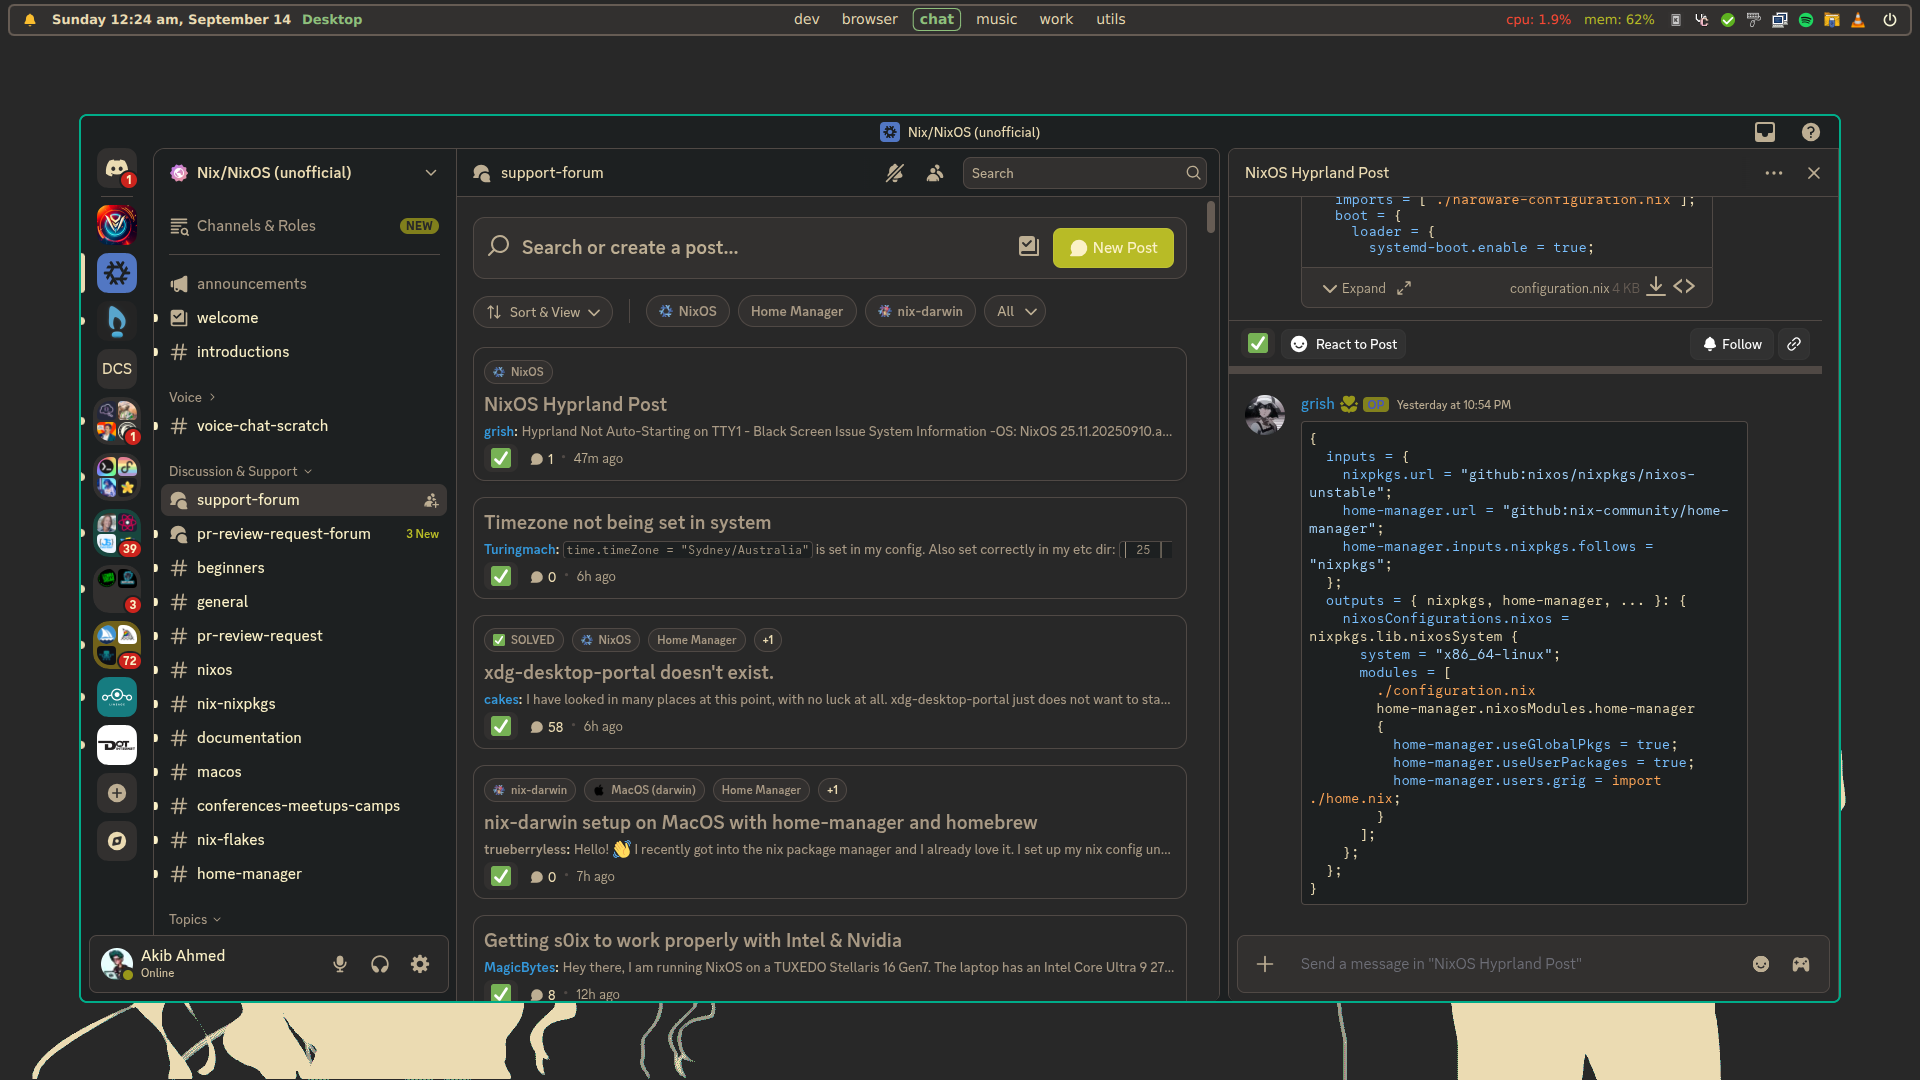 Sunday 12:24 am, September 14 Desktop
dev browser chat music work utils
cpu: 1.9% mem: 62%
Nix/NixOS (unofficial)
1
DCS
1
39
3
72
DOT
Nix/NixOS (unofficial)
Channels & Roles NEW
announcements
welcome
introductions
Voice
voice-chat-scratch
Discussion & Support
support-forum
pr-review-request-forum 3 New
beginners
general
pr-review-request
nixos
nix-nixpkgs
documentation
macos
conferences-meetups-camps
nix-flakes
home-manager
Topics
Akib Ahmed
Online
support-forum
Search
Search or create a post...
New Post
Sort & View NixOS Home Manager nix-darwin All
NixOS
NixOS Hyprland Post
grish: Hyprland Not Auto-Starting on TTY1 - Black Screen Issue System Information -OS: NixOS 25.11.20250910.a...
1 · 47m ago
Timezone not being set in system
Turingmach: time.timeZone = "Sydney/Australia" is set in my config. Also set correctly in my etc dir: │ 25 │
0 · 6h ago
SOLVED NixOS Home Manager +1
xdg-desktop-portal doesn't exist.
cakes: I have looked in many places at this point, with no luck at all. xdg-desktop-portal just does not want to sta...
58 · 6h ago
nix-darwin MacOS (darwin) Home Manager +1
nix-darwin setup on MacOS with home-manager and homebrew
trueberryless: Hello! 👋 I recently got into the nix package manager and I already love it. I set up my nix config un...
0 · 7h ago
Getting s0ix to work properly with Intel & Nvidia
MagicBytes: Hey there, I am running NixOS on a TUXEDO Stellaris 16 Gen7. The laptop has an Intel Core Ultra 9 27...
8 · 12h ago
NixOS Hyprland Post
imports = [ ./hardware-configuration.nix ];
boot = {
loader = {
systemd-boot.enable = true;
Expand configuration.nix 4 KB
React to Post Follow
grish OP Yesterday at 10:54 PM
{
inputs = {
nixpkgs.url = "github:nixos/nixpkgs/nixos-
unstable";
home-manager.url = "github:nix-community/home-
manager";
home-manager.inputs.nixpkgs.follows =
"nixpkgs";
};
outputs = { nixpkgs, home-manager, ... }: {
nixosConfigurations.nixos =
nixpkgs.lib.nixosSystem {
system = "x86_64-linux";
modules = [
./configuration.nix
home-manager.nixosModules.home-manager
{
home-manager.useGlobalPkgs = true;
home-manager.useUserPackages = true;
home-manager.users.grig = import
./home.nix;
}
];
};
};
}
Send a message in "NixOS Hyprland Post"